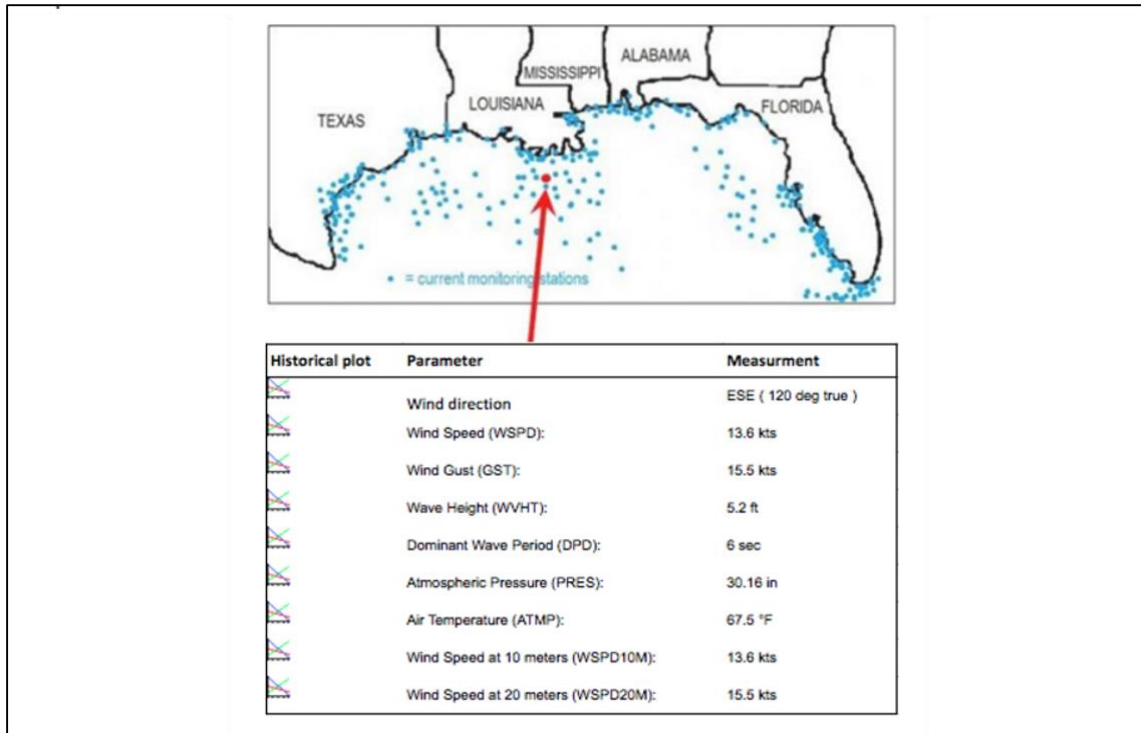 ALABAMA
MISSISSIPPI
LOUISIANA
FLORIDA
TEXAS
= current monitoring stations
Historical plot Parameter Measurment
Wind direction ESE ( 120 deg true )
Wind Speed (WSPD): 13.6 kts
Wind Gust (GST): 15.5 kts
Wave Height (WVHT): 5.2 ft
Dominant Wave Period (DPD): 6 sec
Atmospheric Pressure (PRES): 30.16 in
Air Temperature (ATMP): 67.5 °F
Wind Speed at 10 meters (WSPD10M): 13.6 kts
Wind Speed at 20 meters (WSPD20M): 15.5 kts